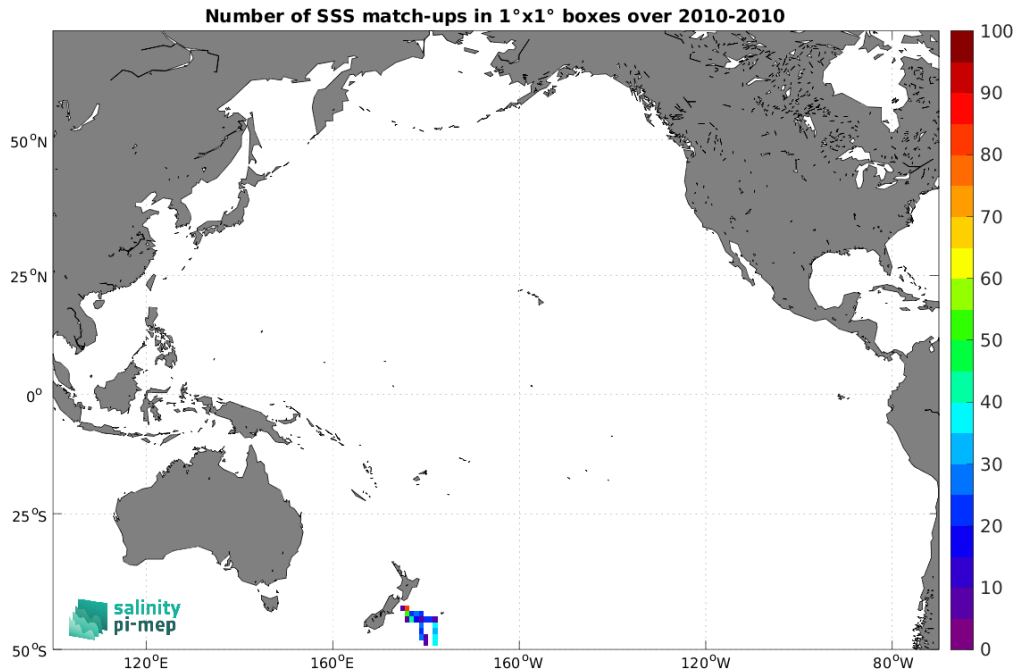 Number of SSS match-ups in 1°x1° boxes over 2010-2010
100
90
80
70
60
50
40
30
20
10
0
50°N
25°N
0°
25°S
50°S
120°E
160°E
160°W
120°W
80°W
salinity
pi-mep